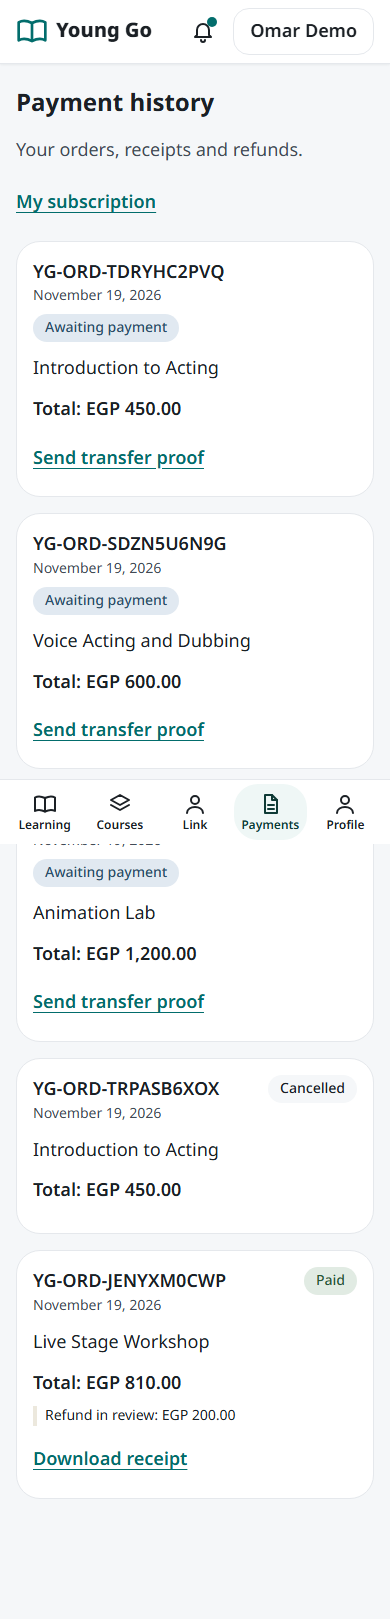 Young Go
Omar Demo
Payment history
Your orders, receipts and refunds.
My subscription
YG-ORD-TDRYHC2PVQ
November 19, 2026
Awaiting payment
Introduction to Acting
Total: EGP 450.00
Send transfer proof
YG-ORD-SDZN5U6N9G
November 19, 2026
Awaiting payment
Voice Acting and Dubbing
Total: EGP 600.00
Send transfer proof
Learning Courses Link Payments Profile
Awaiting payment
Animation Lab
Total: EGP 1,200.00
Send transfer proof
YG-ORD-TRPASB6XOX Cancelled
November 19, 2026
Introduction to Acting
Total: EGP 450.00
YG-ORD-JENYXM0CWP Paid
November 19, 2026
Live Stage Workshop
Total: EGP 810.00
Refund in review: EGP 200.00
Download receipt